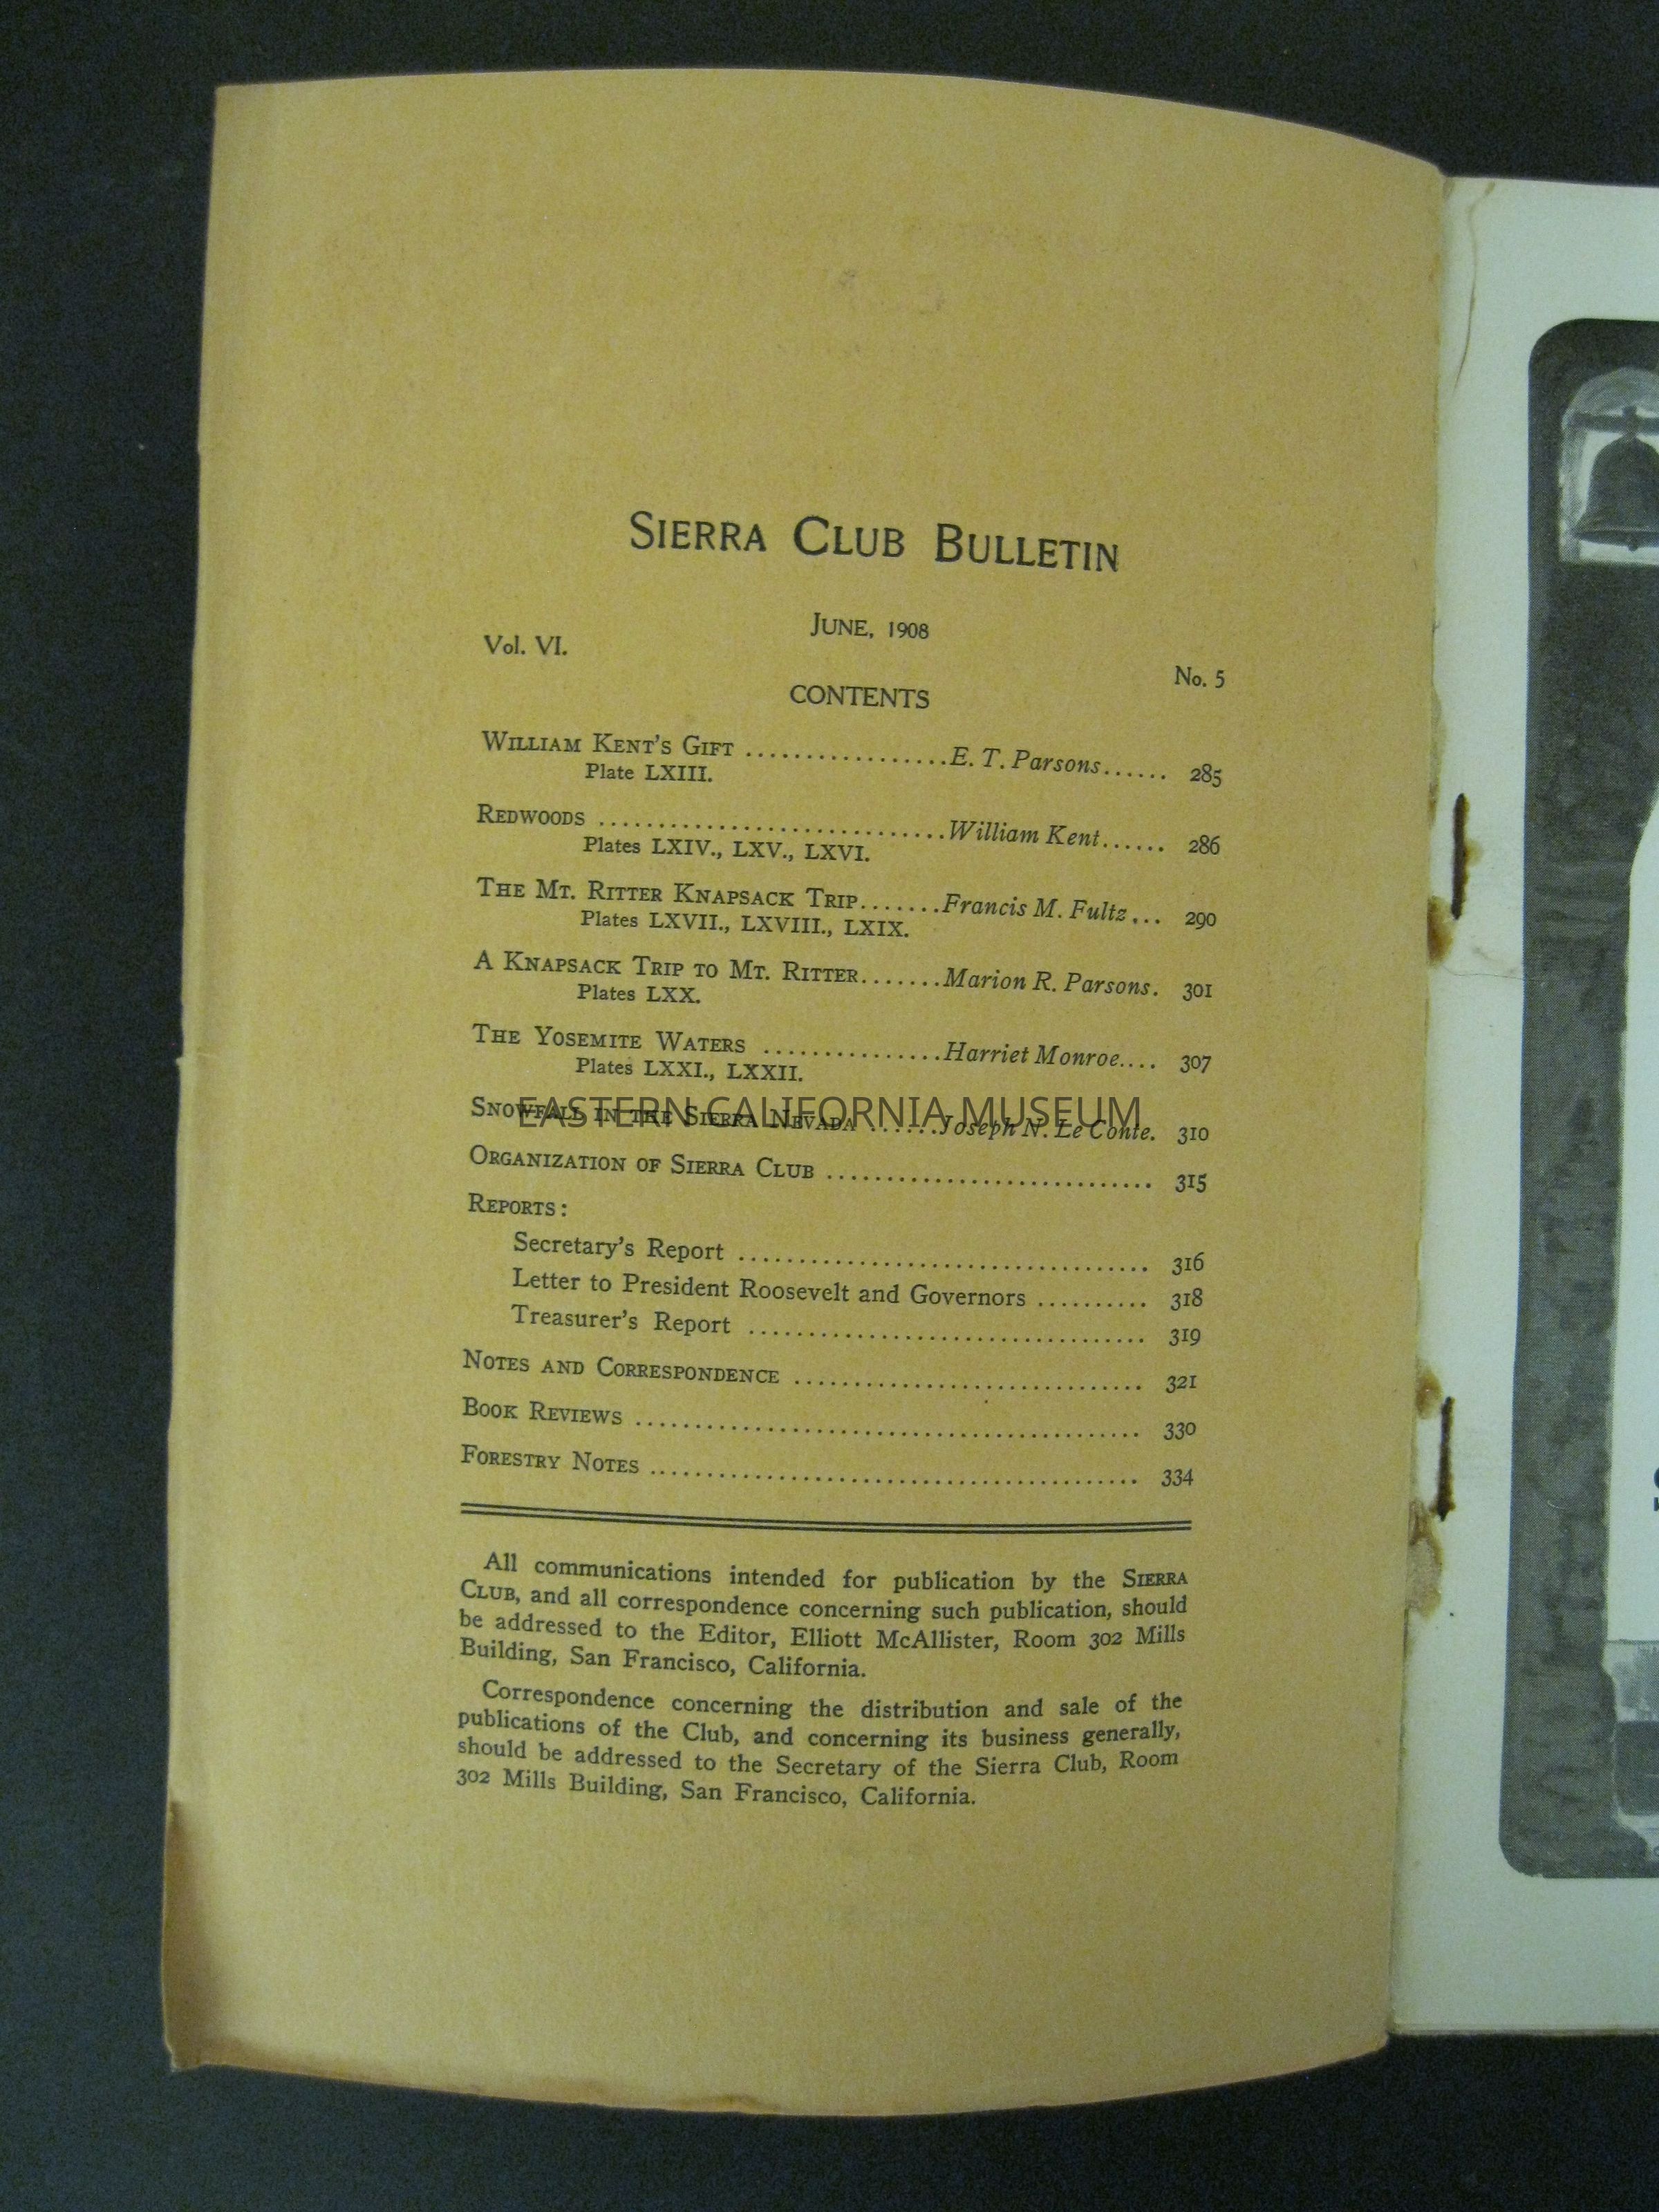 SIERRA CLUB BULLETIN
JUNE, 1908
Vol. VI.
No. 5
CONTENTS
WILLIAM KENT'S GIFT .................E. T. Parsons...... 285
Plate LXIII.
REDWOODS .............................William Kent...... 286
Plates LXIV., LXV., LXVI.
THE MT. RITTER KNAPSACK TRIP.......Francis M. Fultz... 290
Plates LXVII., LXVIII., LXIX.
A KNAPSACK TRIP TO MT. RITTER.......Marion R. Parsons. 301
Plates LXX.
THE YOSEMITE WATERS ...............Harriet Monroe.... 307
Plates LXXI., LXXII.
SNOWFALL IN THE SIERRA NEVADA ......Joseph N. Le Conte. 310
EASTERN CALIFORNIA MUSEUM
ORGANIZATION OF SIERRA CLUB ............................ 315
REPORTS:
Secretary's Report ................................... 316
Letter to President Roosevelt and Governors .......... 318
Treasurer's Report .................................. 319
NOTES AND CORRESPONDENCE .............................. 321
BOOK REVIEWS ........................................... 330
FORESTRY NOTES .......................................... 334
All communications intended for publication by the SIERRA
CLUB, and all correspondence concerning such publication, should
be addressed to the Editor, Elliott McAllister, Room 302 Mills
Building, San Francisco, California.
Correspondence concerning the distribution and sale of the
publications of the Club, and concerning its business generally,
should be addressed to the Secretary of the Sierra Club, Room
302 Mills Building, San Francisco, California.